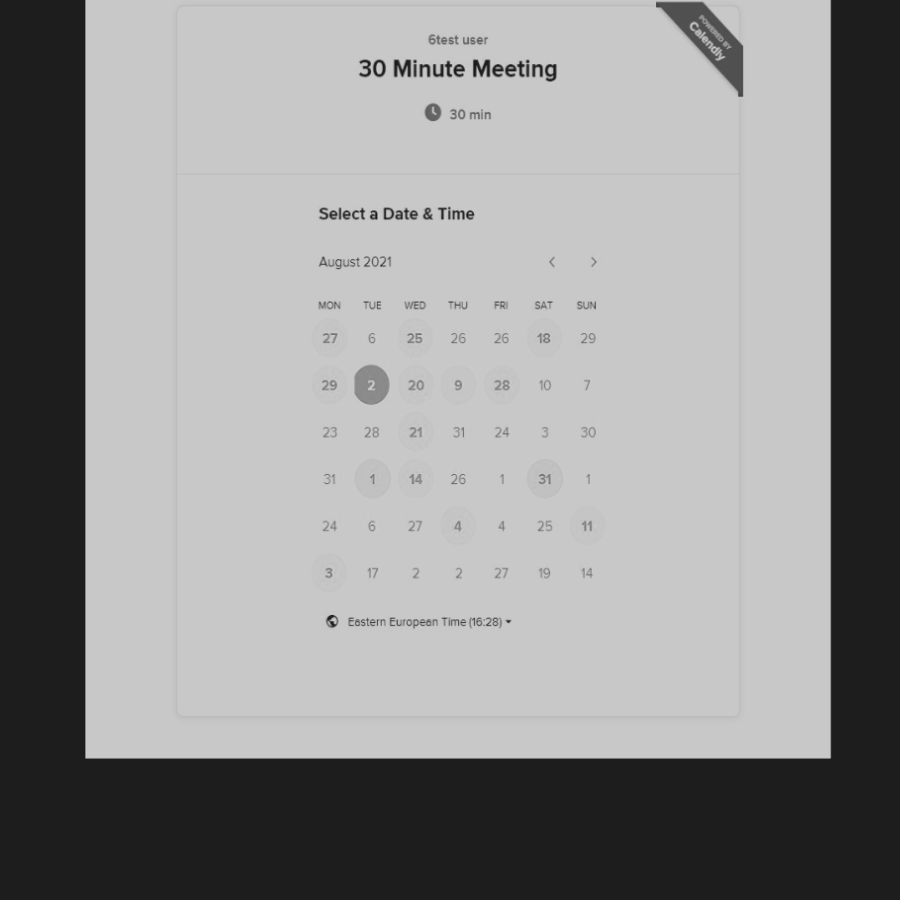 POWERED BY
Calendly
6test user
30 Minute Meeting
30 min
Select a Date & Time
August 2021
MON TUE WED THU FRI SAT SUN
27 6 25 26 26 18 29
29 2 20 9 28 10 7
23 28 21 31 24 3 30
31 1 14 26 1 31 1
24 6 27 4 4 25 11
3 17 2 2 27 19 14
Eastern European Time (16:28)